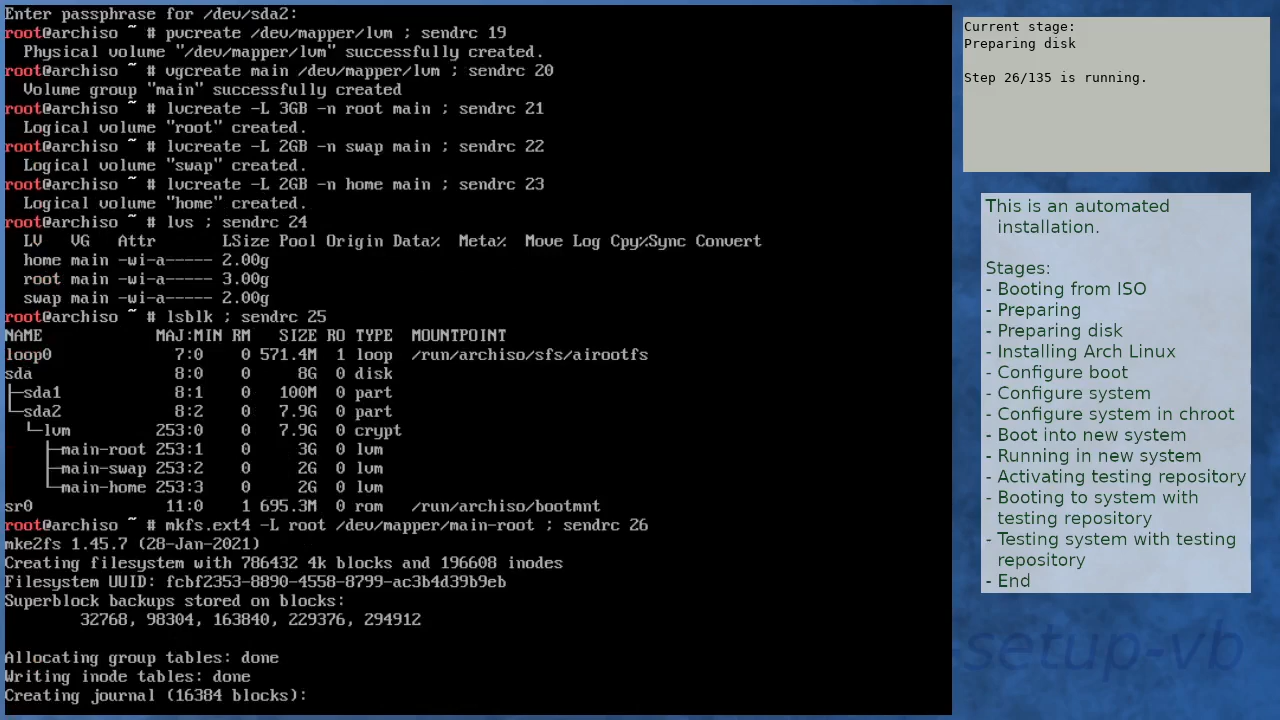 Enter passphrase for /dev/sda2:
root@archiso ~ # pvcreate /dev/mapper/lvm ; sendrc 19
  Physical volume "/dev/mapper/lvm" successfully created.
root@archiso ~ # vgcreate main /dev/mapper/lvm ; sendrc 20
  Volume group "main" successfully created
root@archiso ~ # lvcreate -L 3GB -n root main ; sendrc 21
  Logical volume "root" created.
root@archiso ~ # lvcreate -L 2GB -n swap main ; sendrc 22
  Logical volume "swap" created.
root@archiso ~ # lvcreate -L 2GB -n home main ; sendrc 23
  Logical volume "home" created.
root@archiso ~ # lvs ; sendrc 24
  LV   VG   Attr       LSize Pool Origin Data%  Meta%  Move Log Cpy%Sync Convert
  home main -wi-a----- 2.00g
  root main -wi-a----- 3.00g
  swap main -wi-a----- 2.00g
root@archiso ~ # lsblk ; sendrc 25
NAME            MAJ:MIN RM   SIZE RO TYPE  MOUNTPOINT
loop0             7:0    0 571.4M  1 loop  /run/archiso/sfs/airootfs
sda               8:0    0     8G  0 disk
├─sda1            8:1    0   100M  0 part
└─sda2            8:2    0   7.9G  0 part
  └─lvm         253:0    0   7.9G  0 crypt
    ├─main-root 253:1    0     3G  0 lvm
    ├─main-swap 253:2    0     2G  0 lvm
    └─main-home 253:3    0     2G  0 lvm
sr0              11:0    1 695.3M  0 rom   /run/archiso/bootmnt
root@archiso ~ # mkfs.ext4 -L root /dev/mapper/main-root ; sendrc 26
mke2fs 1.45.7 (28-Jan-2021)
Creating filesystem with 786432 4k blocks and 196608 inodes
Filesystem UUID: fcbf2353-8890-4558-8799-ac3b4d39b9eb
Superblock backups stored on blocks:
        32768, 98304, 163840, 229376, 294912
Allocating group tables: done
Writing inode tables: done
Creating journal (16384 blocks):
Current stage:
Preparing disk
Step 26/135 is running.
This is an automated
installation.
Stages:
- Booting from ISO
- Preparing
- Preparing disk
- Installing Arch Linux
- Configure boot
- Configure system
- Configure system in chroot
- Boot into new system
- Running in new system
- Activating testing repository
- Booting to system with
testing repository
- Testing system with testing
repository
- End
-setup-vb